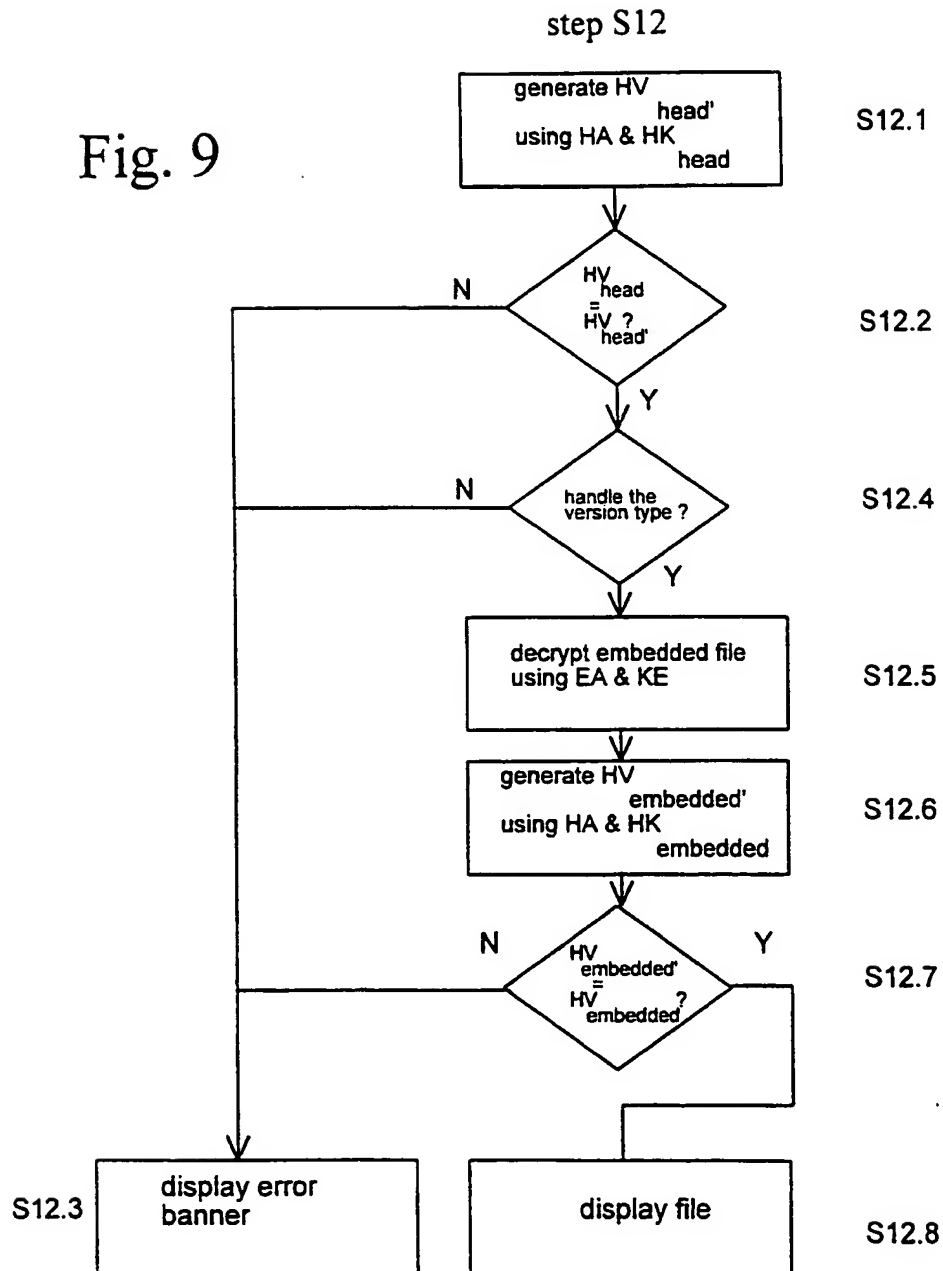 step S12
Fig. 9
generate HV
head'
using HA & HK
head
S12.1
HV
head
=
HV ?
head'
N
Y
S12.2
handle the
version type ?
N
Y
S12.4
decrypt embedded file
using EA & KE
S12.5
generate HV
embedded'
using HA & HK
embedded
S12.6
N
HV
embedded'
=
HV ?
embedded
Y
S12.7
S12.3
display error
banner
display file
S12.8